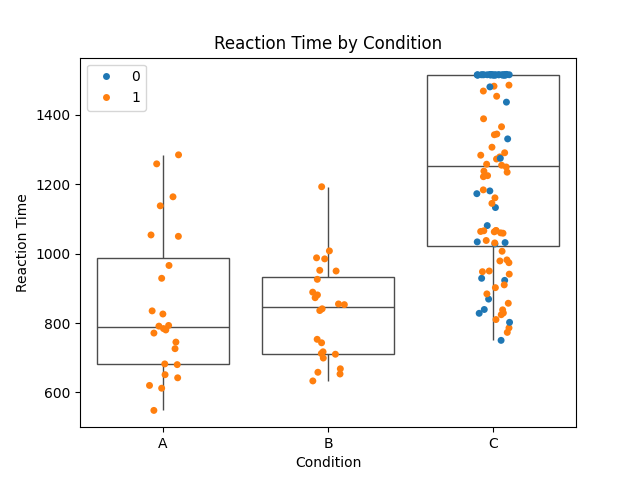 Reaction Time by Condition
0
1
1400
1200
1000
800
600
Reaction Time
A
B
C
Condition